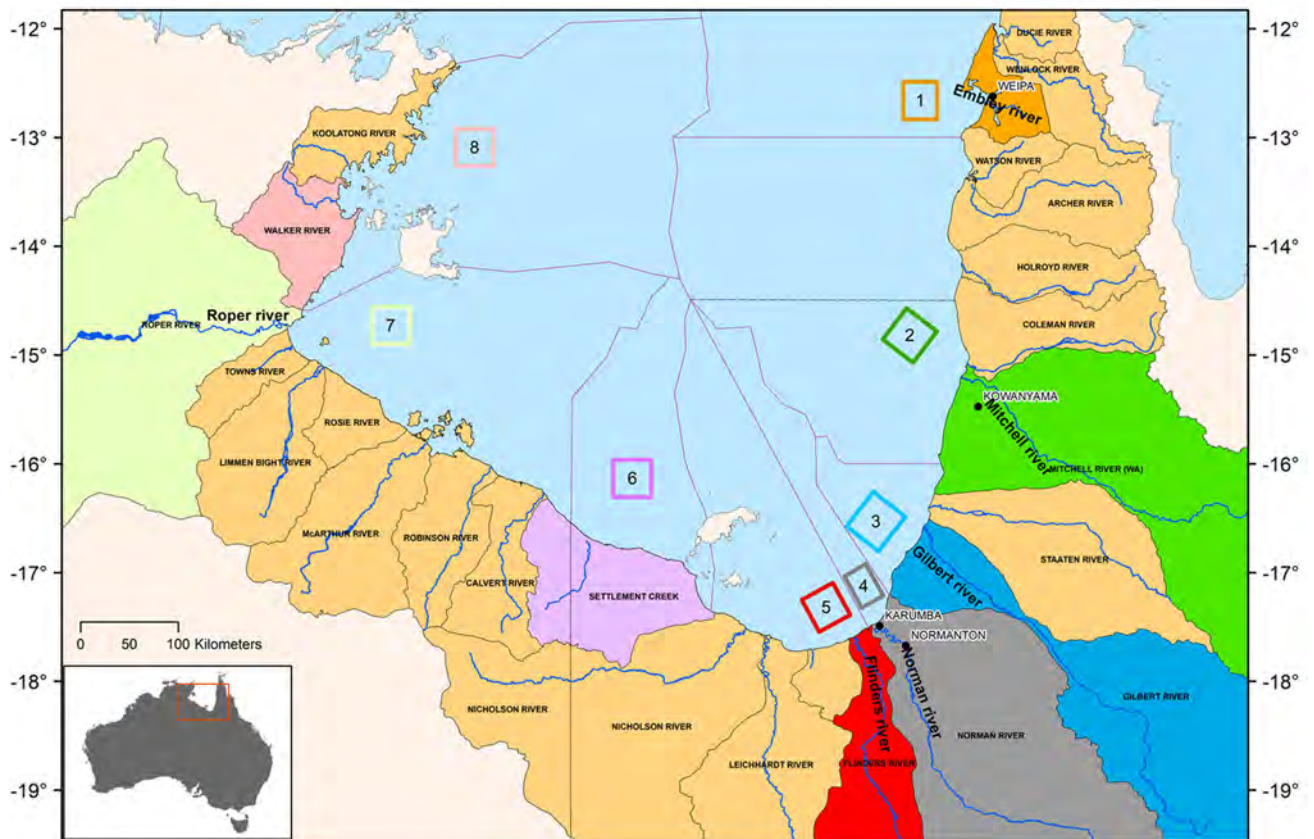 -12°
-12°
DUCIE RIVER
WENLOCK RIVER
WEIPA
1
Embley river
-13°
KOOLATONG RIVER
8
-13°
WATSON RIVER
ARCHER RIVER
WALKER RIVER
-14°
-14°
HOLROYD RIVER
Roper river
ROPER RIVER
7
2
COLEMAN RIVER
-15°
-15°
TOWNS RIVER
KOWANYAMA
ROSIE RIVER
Mitchell river
-16°
LIMMEN BIGHT RIVER
6
MITCHELL RIVER (WA)
-16°
3
McARTHUR RIVER
ROBINSON RIVER
STAATEN RIVER
Gilbert river
-17°
CALVERT RIVER
SETTLEMENT CREEK
5
4
-17°
KARUMBA
NORMANTON
0
100 Kilometers
-18°
Flinders river
Norman river
-18°
NICHOLSON RIVER
NICHOLSON RIVER
GILBERT RIVER
NORMAN RIVER
LEICHHARDT RIVER
(FLINDERS RIVER)
-19°
-19°